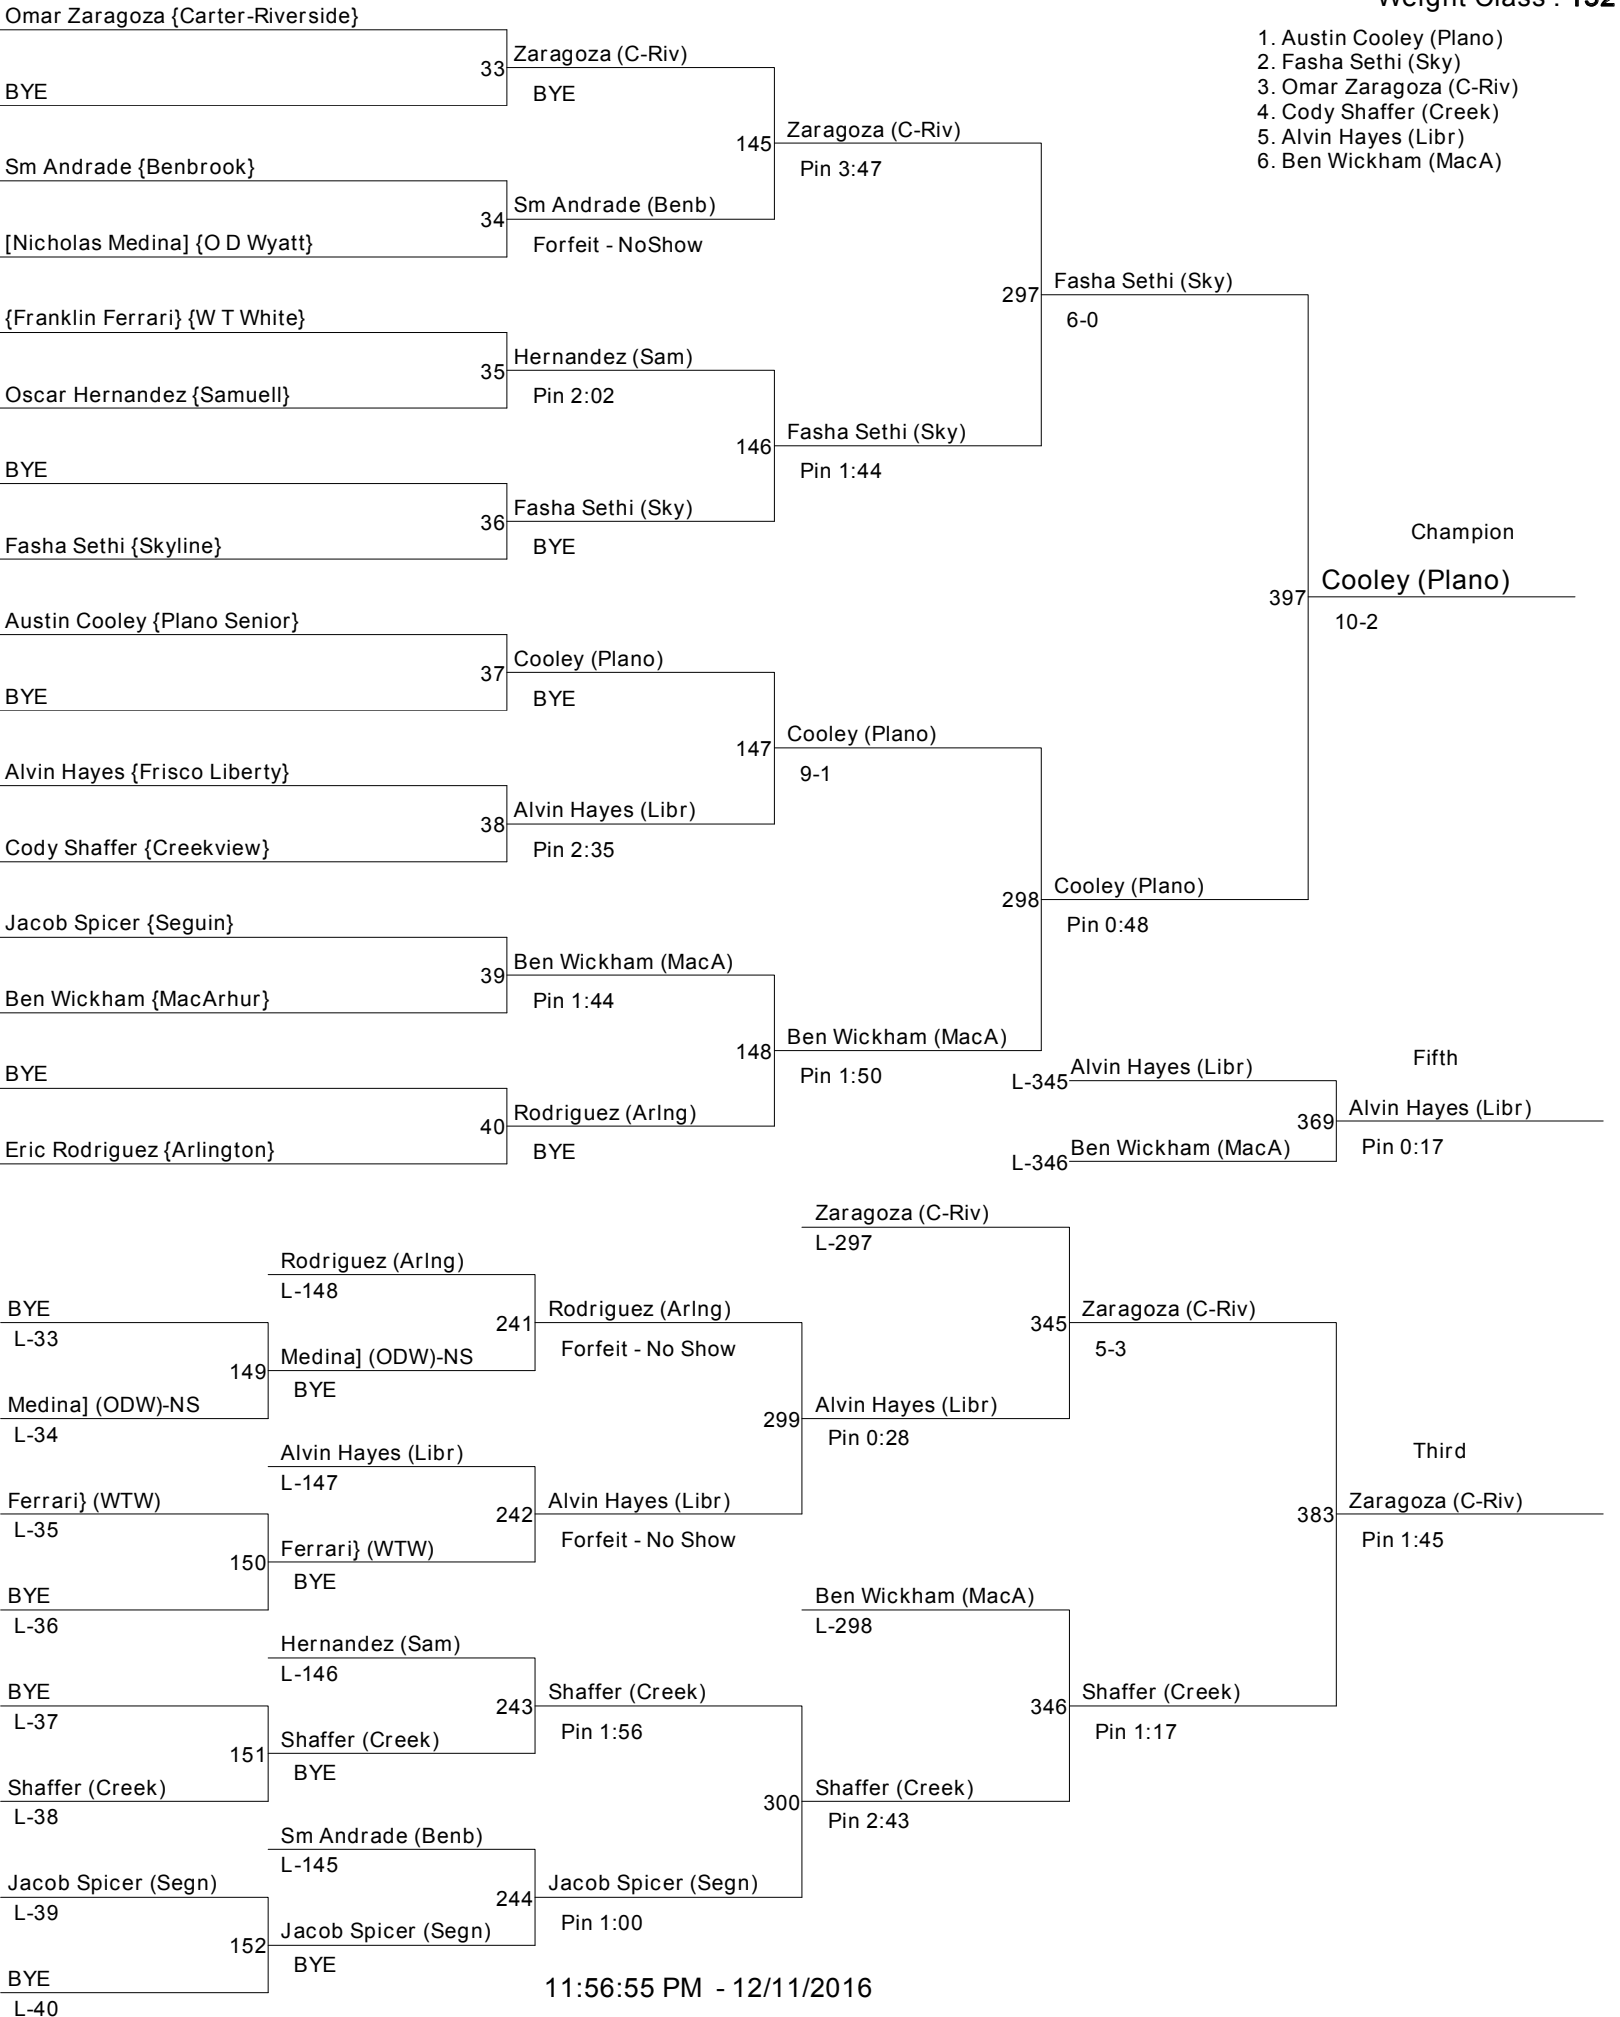 Weight Class : 152
1. Austin Cooley (Plano)
2. Fasha Sethi (Sky)
3. Omar Zaragoza (C-Riv)
4. Cody Shaffer (Creek)
5. Alvin Hayes (Libr)
6. Ben Wickham (MacA)
Omar Zaragoza {Carter-Riverside}
33 Zaragoza (C-Riv)
BYE
BYE
145 Zaragoza (C-Riv)
Pin 3:47
Sm Andrade {Benbrook}
34 Sm Andrade (Benb)
[Nicholas Medina] {O D Wyatt}
Forfeit - NoShow
297 Fasha Sethi (Sky)
6-0
{Franklin Ferrari} {W T White}
35 Hernandez (Sam)
Oscar Hernandez {Samuell}
Pin 2:02
146 Fasha Sethi (Sky)
Pin 1:44
BYE
36 Fasha Sethi (Sky)
Fasha Sethi {Skyline}
BYE
Champion
397 Cooley (Plano)
10-2
Austin Cooley {Plano Senior}
37 Cooley (Plano)
BYE
BYE
147 Cooley (Plano)
9-1
Alvin Hayes {Frisco Liberty}
38 Alvin Hayes (Libr)
Cody Shaffer {Creekview}
Pin 2:35
298 Cooley (Plano)
Pin 0:48
Jacob Spicer {Seguin}
39 Ben Wickham (MacA)
Ben Wickham {MacArhur}
Pin 1:44
148 Ben Wickham (MacA)
Pin 1:50
BYE
40 Rodriguez (Arlng)
Eric Rodriguez {Arlington}
BYE
Fifth
L-345 Alvin Hayes (Libr)
369 Alvin Hayes (Libr)
L-346 Ben Wickham (MacA)
Pin 0:17
Zaragoza (C-Riv)
L-297
Rodriguez (Arlng)
L-148
BYE
L-33
241 Rodriguez (Arlng)
Forfeit - No Show
345 Zaragoza (C-Riv)
5-3
149 Medina] (ODW)-NS
BYE
Medina] (ODW)-NS
L-34
299 Alvin Hayes (Libr)
Pin 0:28
Alvin Hayes (Libr)
L-147
Third
Ferrari} (WTW)
L-35
242 Alvin Hayes (Libr)
Forfeit - No Show
383 Zaragoza (C-Riv)
Pin 1:45
150 Ferrari} (WTW)
BYE
BYE
L-36
Ben Wickham (MacA)
L-298
Hernandez (Sam)
L-146
BYE
L-37
243 Shaffer (Creek)
Pin 1:56
346 Shaffer (Creek)
Pin 1:17
151 Shaffer (Creek)
BYE
Shaffer (Creek)
L-38
300 Shaffer (Creek)
Pin 2:43
Sm Andrade (Benb)
L-145
Jacob Spicer (Segn)
L-39
244 Jacob Spicer (Segn)
Pin 1:00
152 Jacob Spicer (Segn)
BYE
BYE
L-40
11:56:55 PM - 12/11/2016